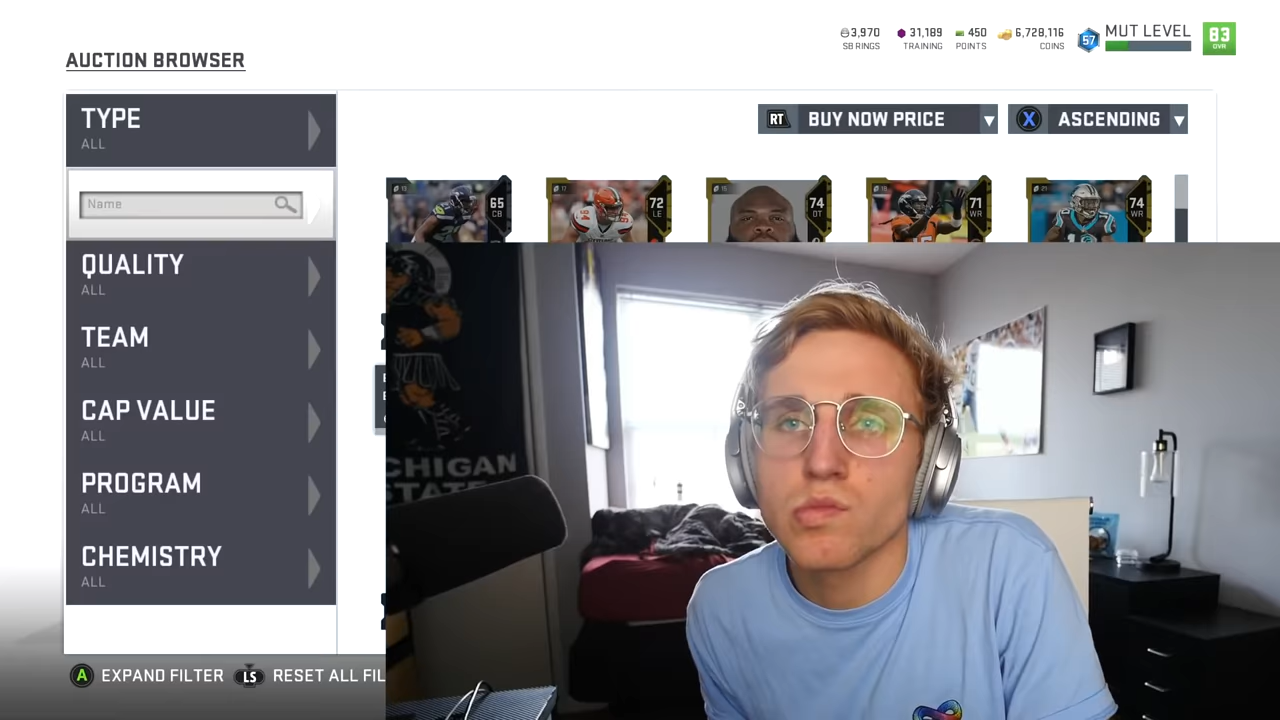 3,970
31,189
450
6,728,116
57
MUT LEVEL
83
OVR
SB RINGS
TRAINING
POINTS
COINS
AUCTION BROWSER
TYPE
ALL
RT
BUY NOW PRICE
X
ASCENDING
Name
65
CB
72
LE
74
DT
71
WR
74
WR
QUALITY
ALL
TEAM
ALL
CAP VALUE
ALL
CHIGAN
STATE
PROGRAM
ALL
CHEMISTRY
ALL
A
EXPAND FILTER
LS
RESET ALL FIL